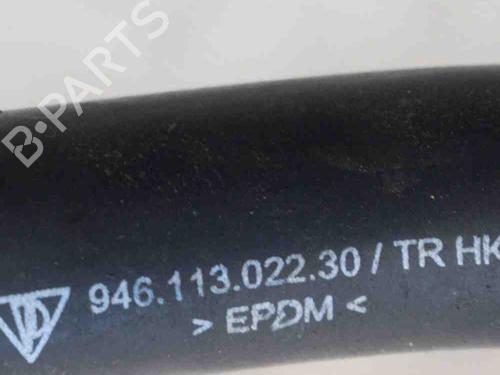 B-PARTS
946.113.022.30 / TR HK
> EPDM <